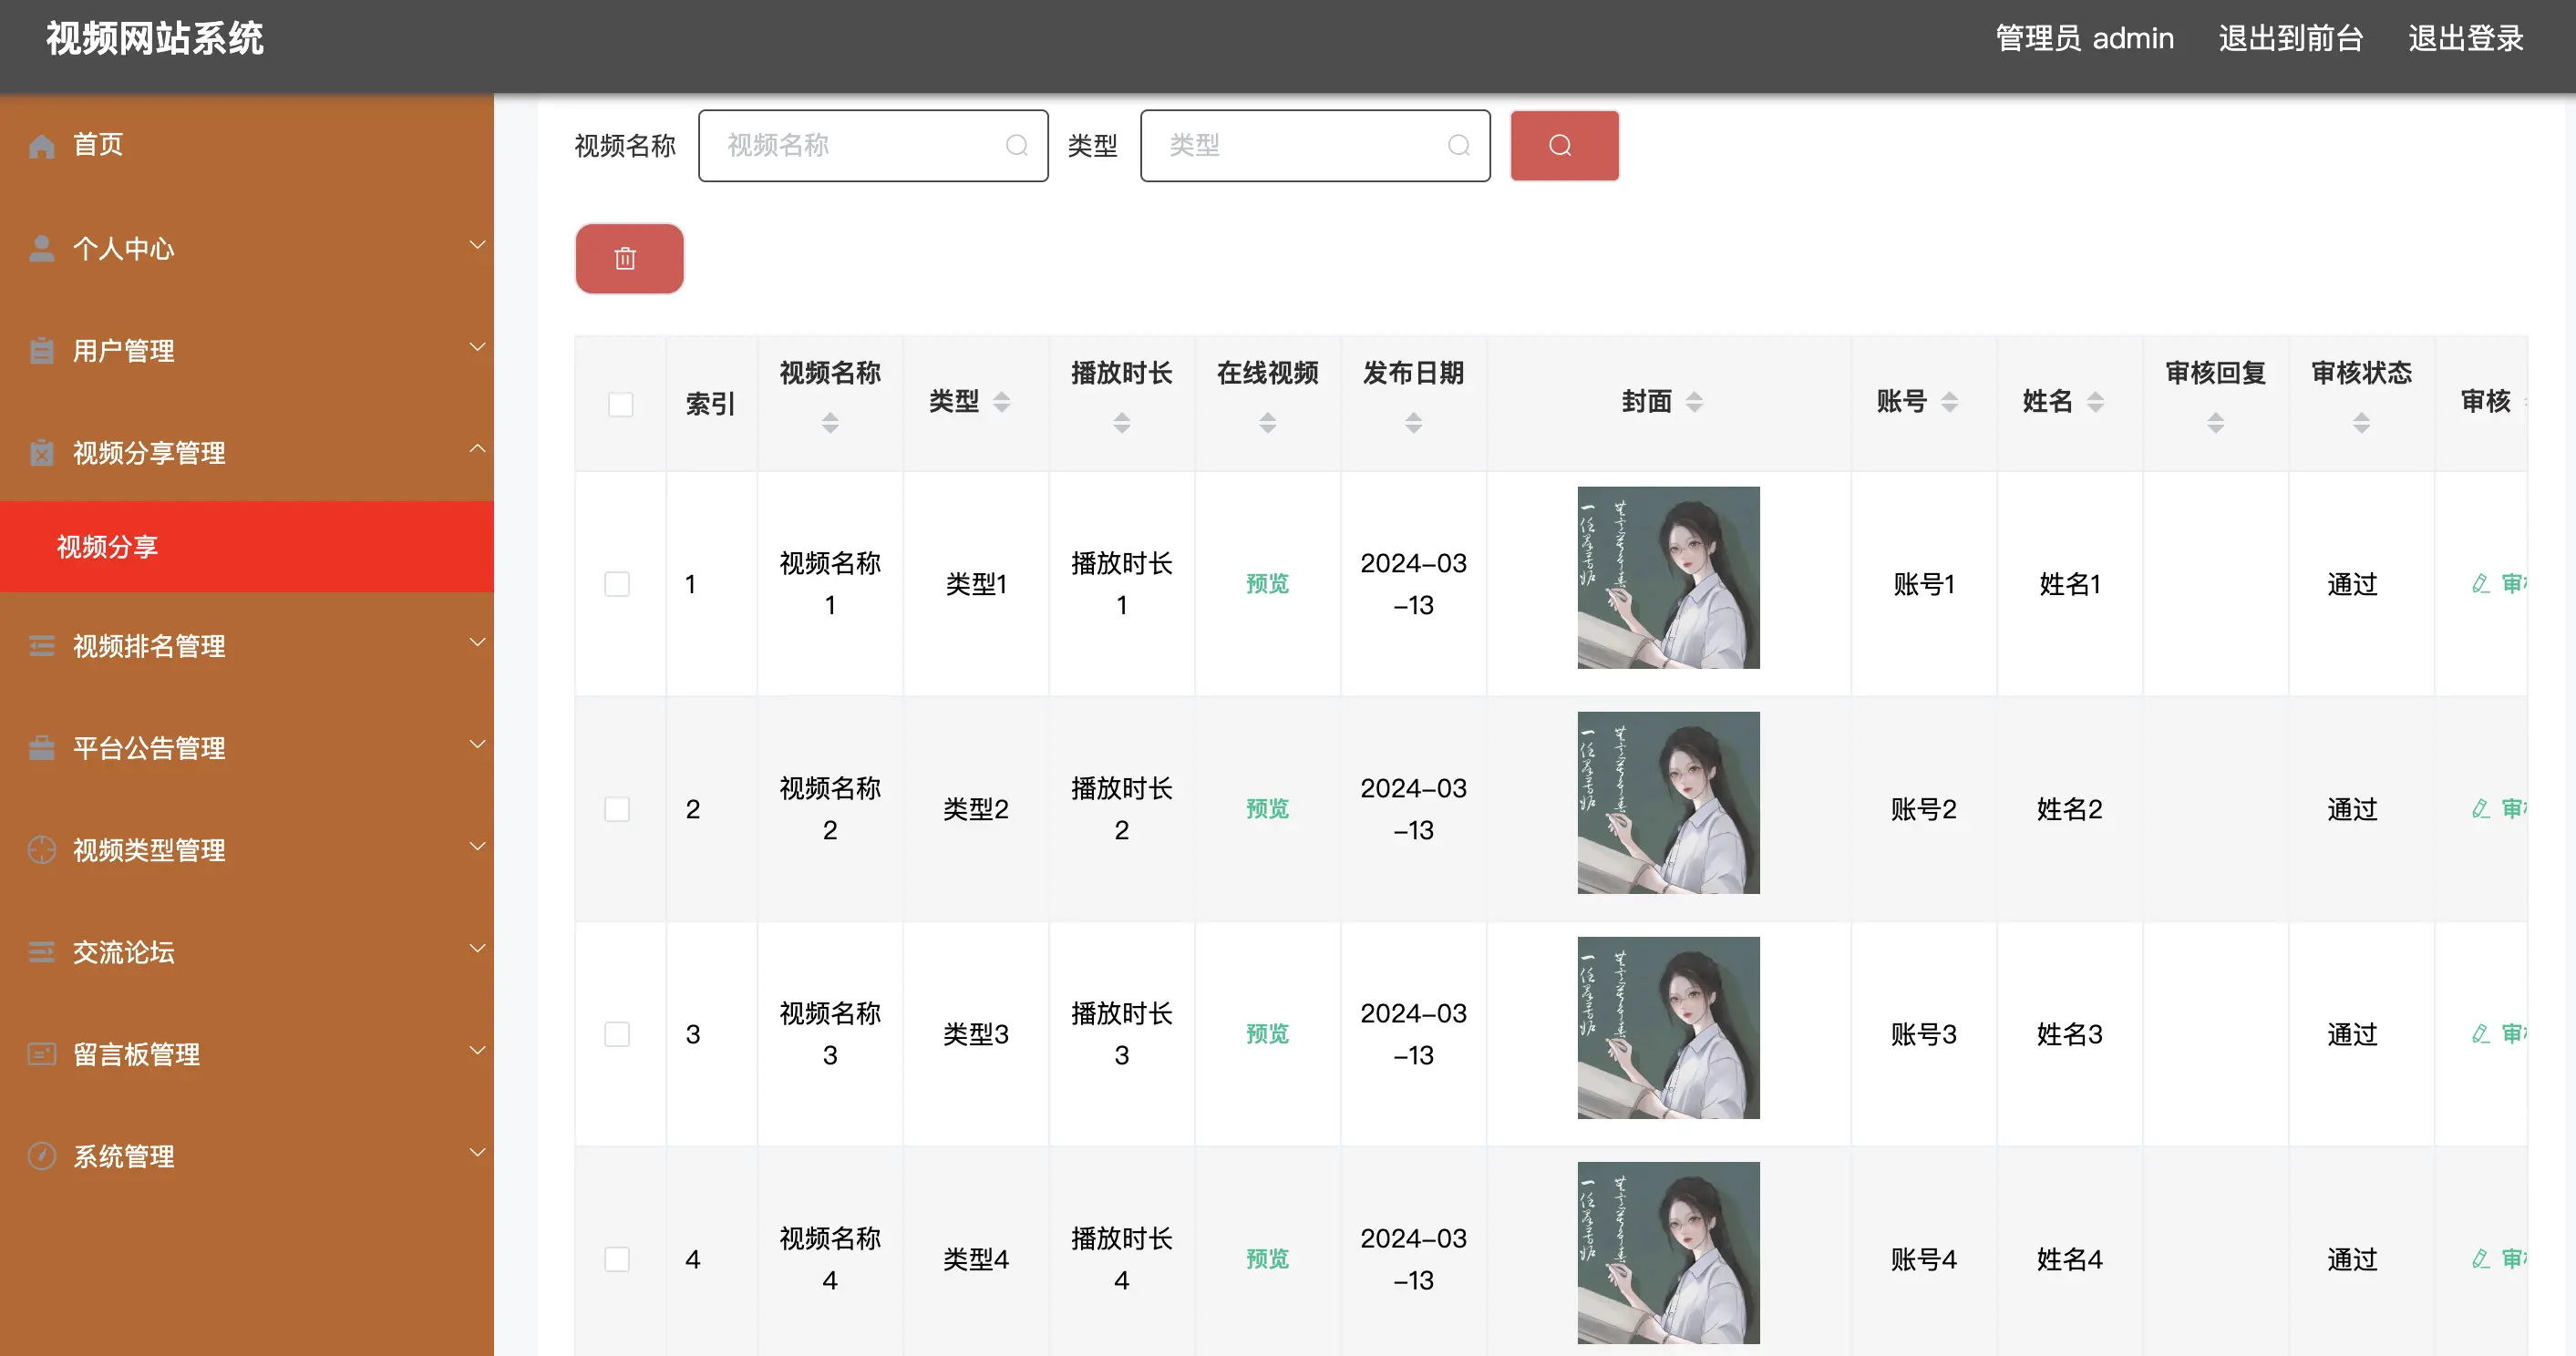 视频网站系统
管理员 admin 退出到前台 退出登录
首页
个人中心
用户管理
视频分享管理
视频分享
视频排名管理
平台公告管理
视频类型管理
交流论坛
留言板管理
系统管理
视频名称 视频名称 类型 类型
索引 视频名称 类型 播放时长 在线视频 发布日期 封面 账号 姓名 审核回复 审核状态 审核
1 视频名称1 类型1 播放时长1 预览 2024-03-13 账号1 姓名1 通过 审
2 视频名称2 类型2 播放时长2 预览 2024-03-13 账号2 姓名2 通过 审
3 视频名称3 类型3 播放时长3 预览 2024-03-13 账号3 姓名3 通过 审
4 视频名称4 类型4 播放时长4 预览 2024-03-13 账号4 姓名4 通过 审